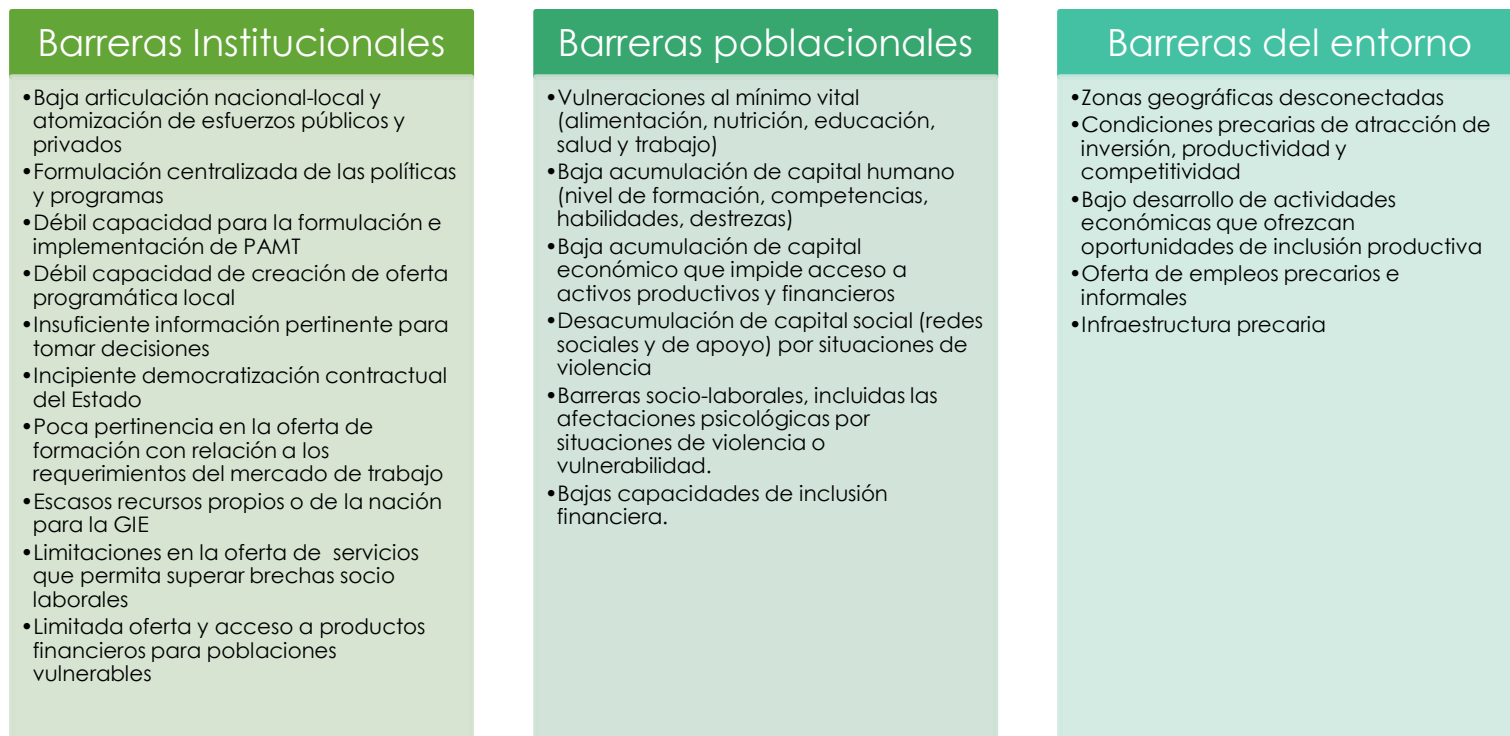 Barreras Institucionales
•Baja articulación nacional-local y
atomización de esfuerzos públicos y
privados
•Formulación centralizada de las políticas
y programas
•Débil capacidad para la formulación e
implementación de PAMT
•Débil capacidad de creación de oferta
programática local
•Insuficiente información pertinente para
tomar decisiones
•Incipiente democratización contractual
del Estado
•Poca pertinencia en la oferta de
formación con relación a los
requerimientos del mercado de trabajo
•Escasos recursos propios o de la nación
para la GIE
•Limitaciones en la oferta de servicios
que permita superar brechas socio
laborales
•Limitada oferta y acceso a productos
financieros para poblaciones
vulnerables
Barreras poblacionales
•Vulneraciones al mínimo vital
(alimentación, nutrición, educación,
salud y trabajo)
•Baja acumulación de capital humano
(nivel de formación, competencias,
habilidades, destrezas)
•Baja acumulación de capital
económico que impide acceso a
activos productivos y financieros
•Desacumulación de capital social (redes
sociales y de apoyo) por situaciones de
violencia
•Barreras socio-laborales, incluidas las
afectaciones psicológicas por
situaciones de violencia o
vulnerabilidad.
•Bajas capacidades de inclusión
financiera.
Barreras del entorno
•Zonas geográficas desconectadas
•Condiciones precarias de atracción de
inversión, productividad y
competitividad
•Bajo desarrollo de actividades
económicas que ofrezcan
oportunidades de inclusión productiva
•Oferta de empleos precarios e
informales
•Infraestructura precaria